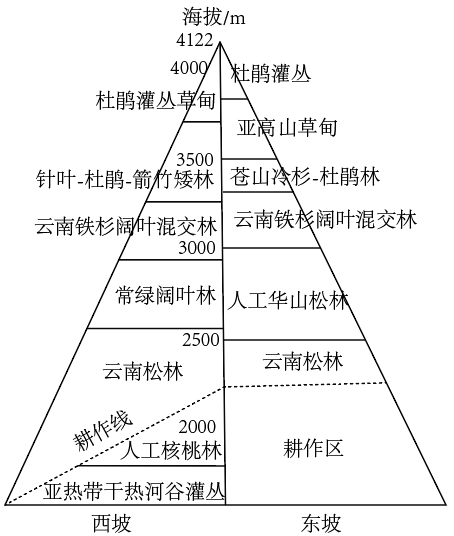 海拔/m
4122
4000
杜鹃灌丛
杜鹃灌丛草甸
亚高山草甸
3500
针叶-杜鹃-箭竹矮林
苍山冷杉-杜鹃林
云南铁杉阔叶混交林
云南铁杉阔叶混交林
3000
常绿阔叶林
人工华山松林
2500
云南松林
云南松林
耕作线
2000
人工核桃林
耕作区
亚热带干热河谷灌丛
西坡
东坡